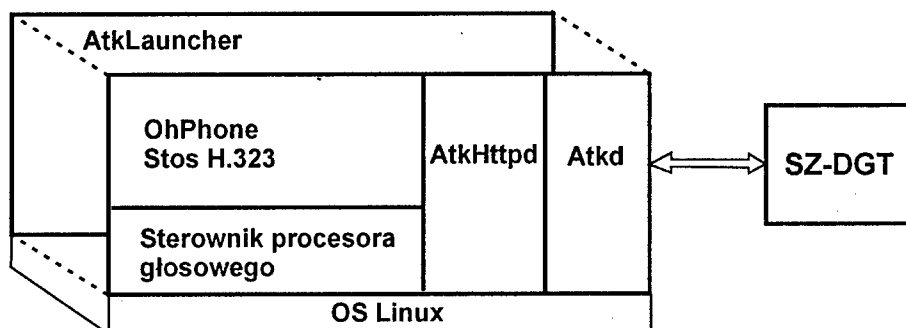 AtkLauncher
OhPhone
Stos H.323
AtkHttpd
Atkd
SZ-DGT
Sterownik procesora
głosowego
OS Linux